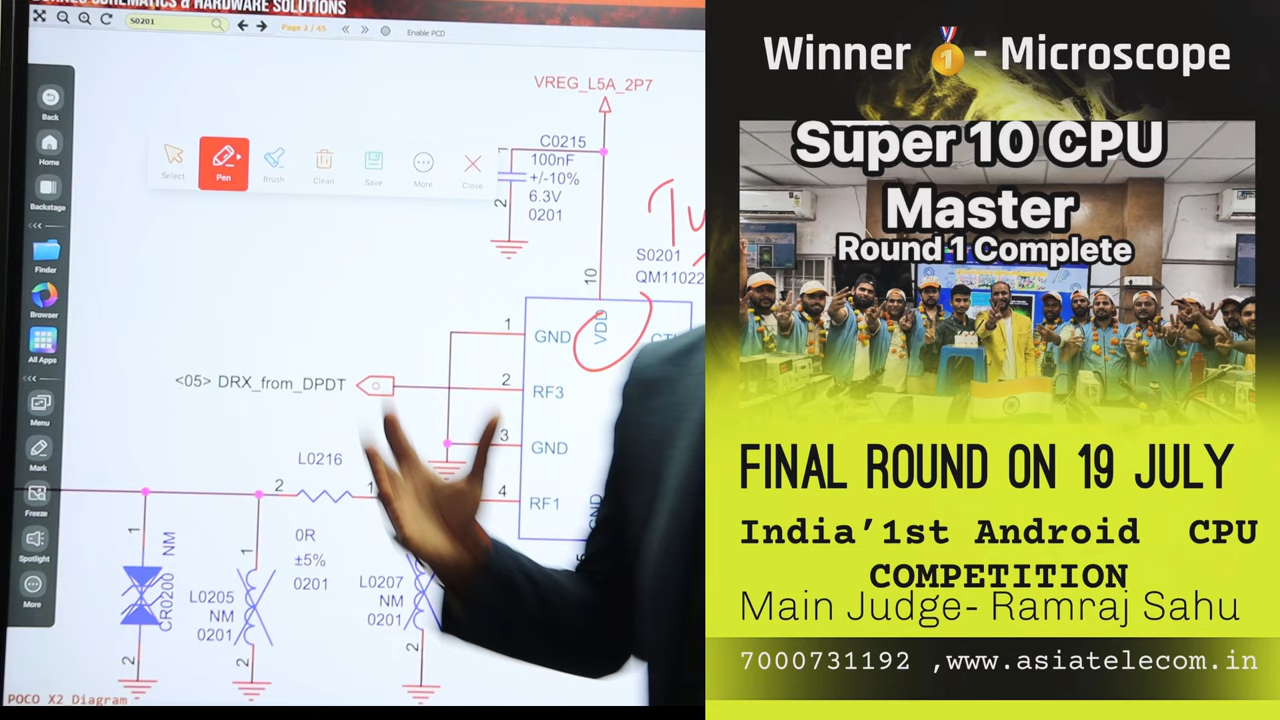 BORNEO SCHEMATICS & HARDWARE SOLUTIONS
S0201
Page 2 / 45
Enable PCD
Back
Home
Backstage
Finder
Browser
All Apps
Menu
Mark
Freeze
Spotlight
More
Select
Pen
Brush
Clean
Save
More
Close
VREG_L5A_2P7
C0215
1
100nF
+/-10%
6.3V
2
0201
S0201
QM11022
10
VDD
1
GND
<05> DRX_from_DPDT
2
RF3
3
GND
L0216
2
1
4
RF1
GND
0R
±5%
0201
1
NM
CR0200
2
1
L0205
NM
0201
2
L0207
NM
0201
2
POCO X2 Diagram
Winner 🥇- Microscope
Super 10 CPU
Master
Round 1 Complete
FINAL ROUND ON 19 JULY
India’1st Android CPU
COMPETITION
Main Judge- Ramraj Sahu
7000731192 ,www.asiatelecom.in